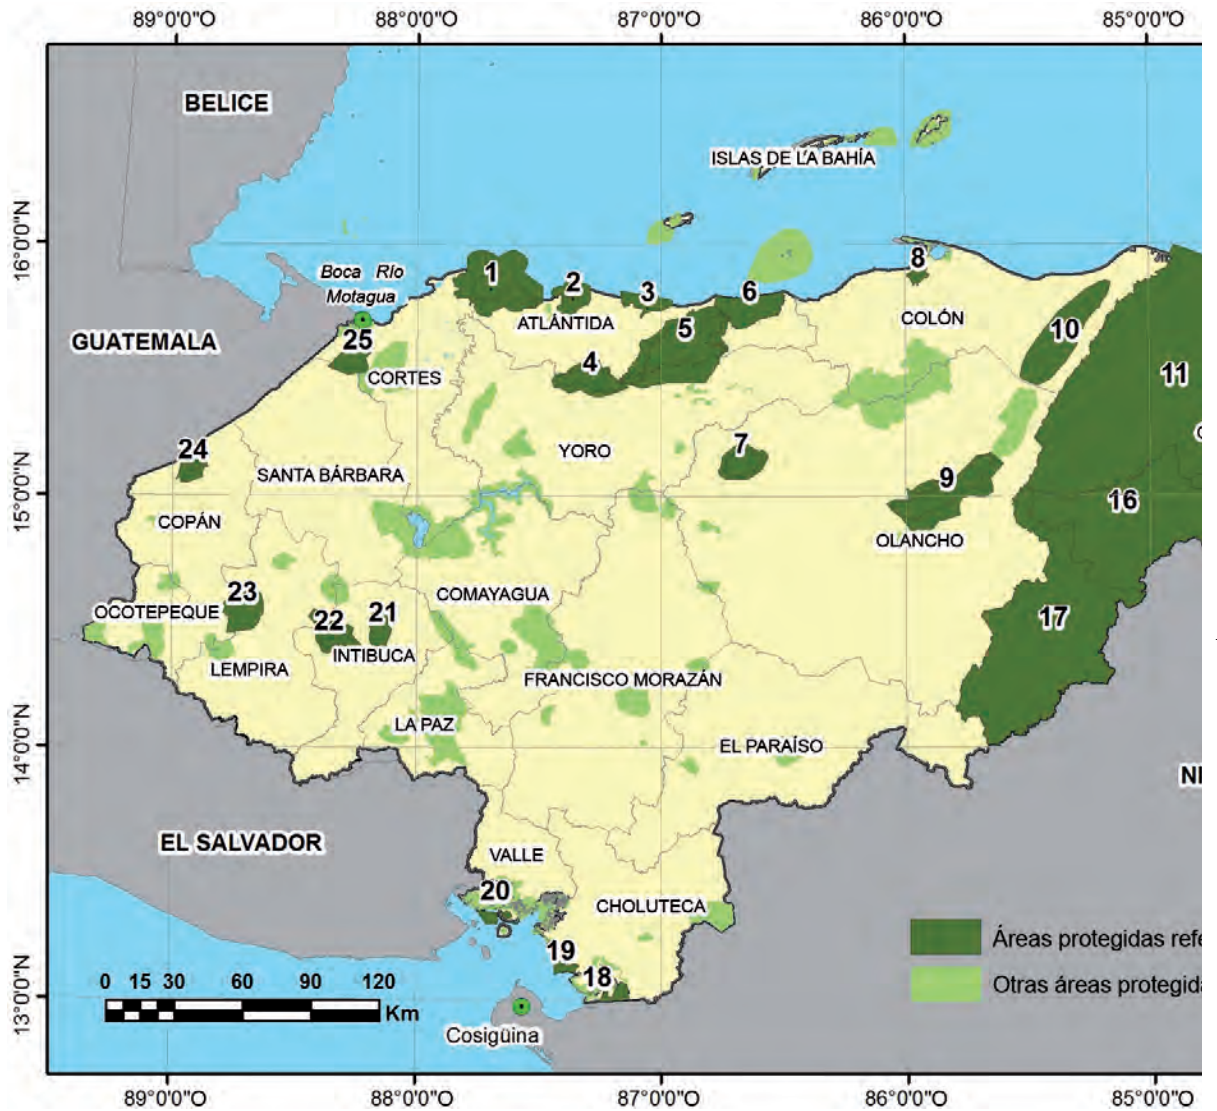 89°0'0"O 88°0'0"O 87°0'0"O 86°0'0"O 85°0'0"O
BELICE
ISLAS DE LA BAHÍA
16°0'0"N
Boca Río
Motagua
1
2
3
6
8
ATLÁNTIDA
5
COLÓN
10
GUATEMALA
25
4
11
CORTES
24
YORO
7
SANTA BÁRBARA
9
15°0'0"N
16
COPÁN
OLANCHO
23
COMAYAGUA
OCOTEPEQUE
22
21
17
INTIBUCA
LEMPIRA
FRANCISCO MORAZÁN
LA PAZ
EL PARAÍSO
14°0'0"N
EL SALVADOR
VALLE
20
CHOLUTECA
19
18
Áreas protegidas
Otras áreas
0 15 30 60 90 120
Km
13°0'0"N
Cosigüina
89°0'0"O 88°0'0"O 87°0'0"O 86°0'0"O 85°0'0"O